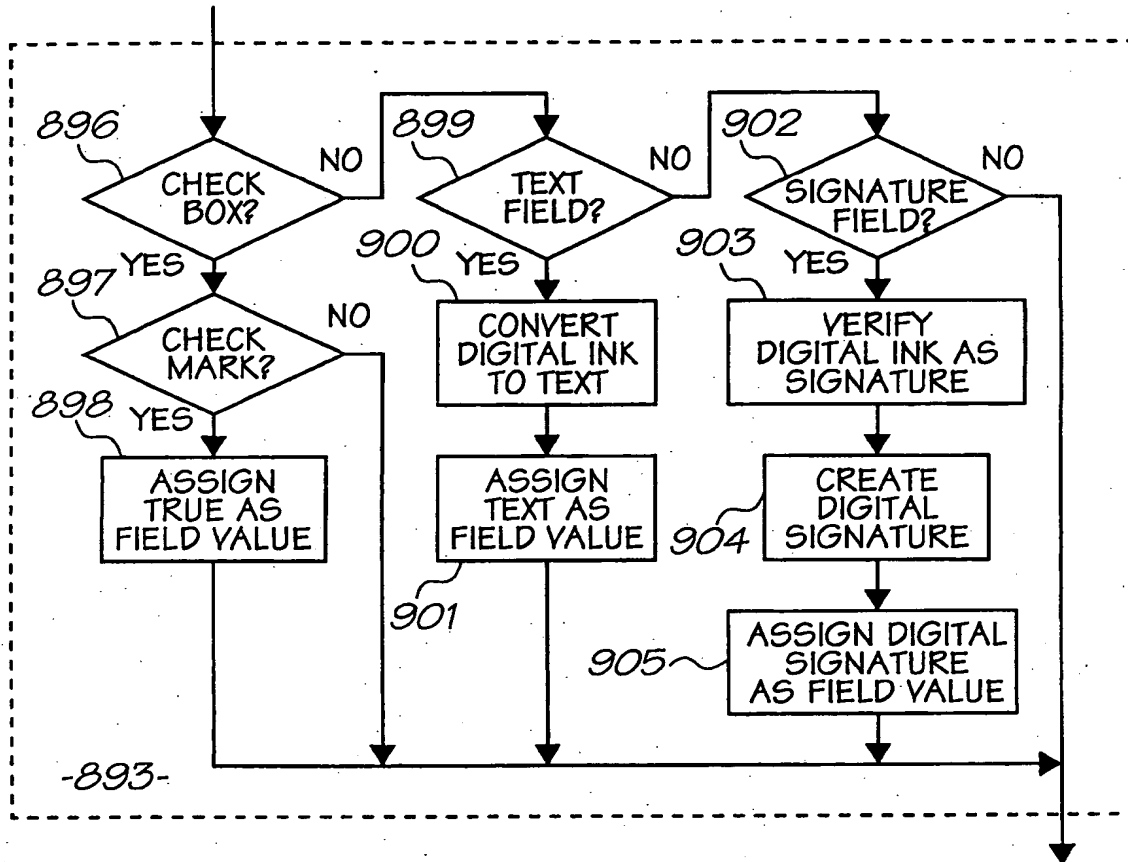 896
CHECK
BOX?
NO
YES
897
CHECK
MARK?
NO
YES
898
ASSIGN
TRUE AS
FIELD VALUE
899
TEXT
FIELD?
NO
YES
900
CONVERT
DIGITAL INK
TO TEXT
ASSIGN
TEXT AS
FIELD VALUE
901
902
SIGNATURE
FIELD?
NO
YES
903
VERIFY
DIGITAL INK AS
SIGNATURE
CREATE
DIGITAL
SIGNATURE
904
ASSIGN DIGITAL
SIGNATURE
AS FIELD VALUE
905
-893-